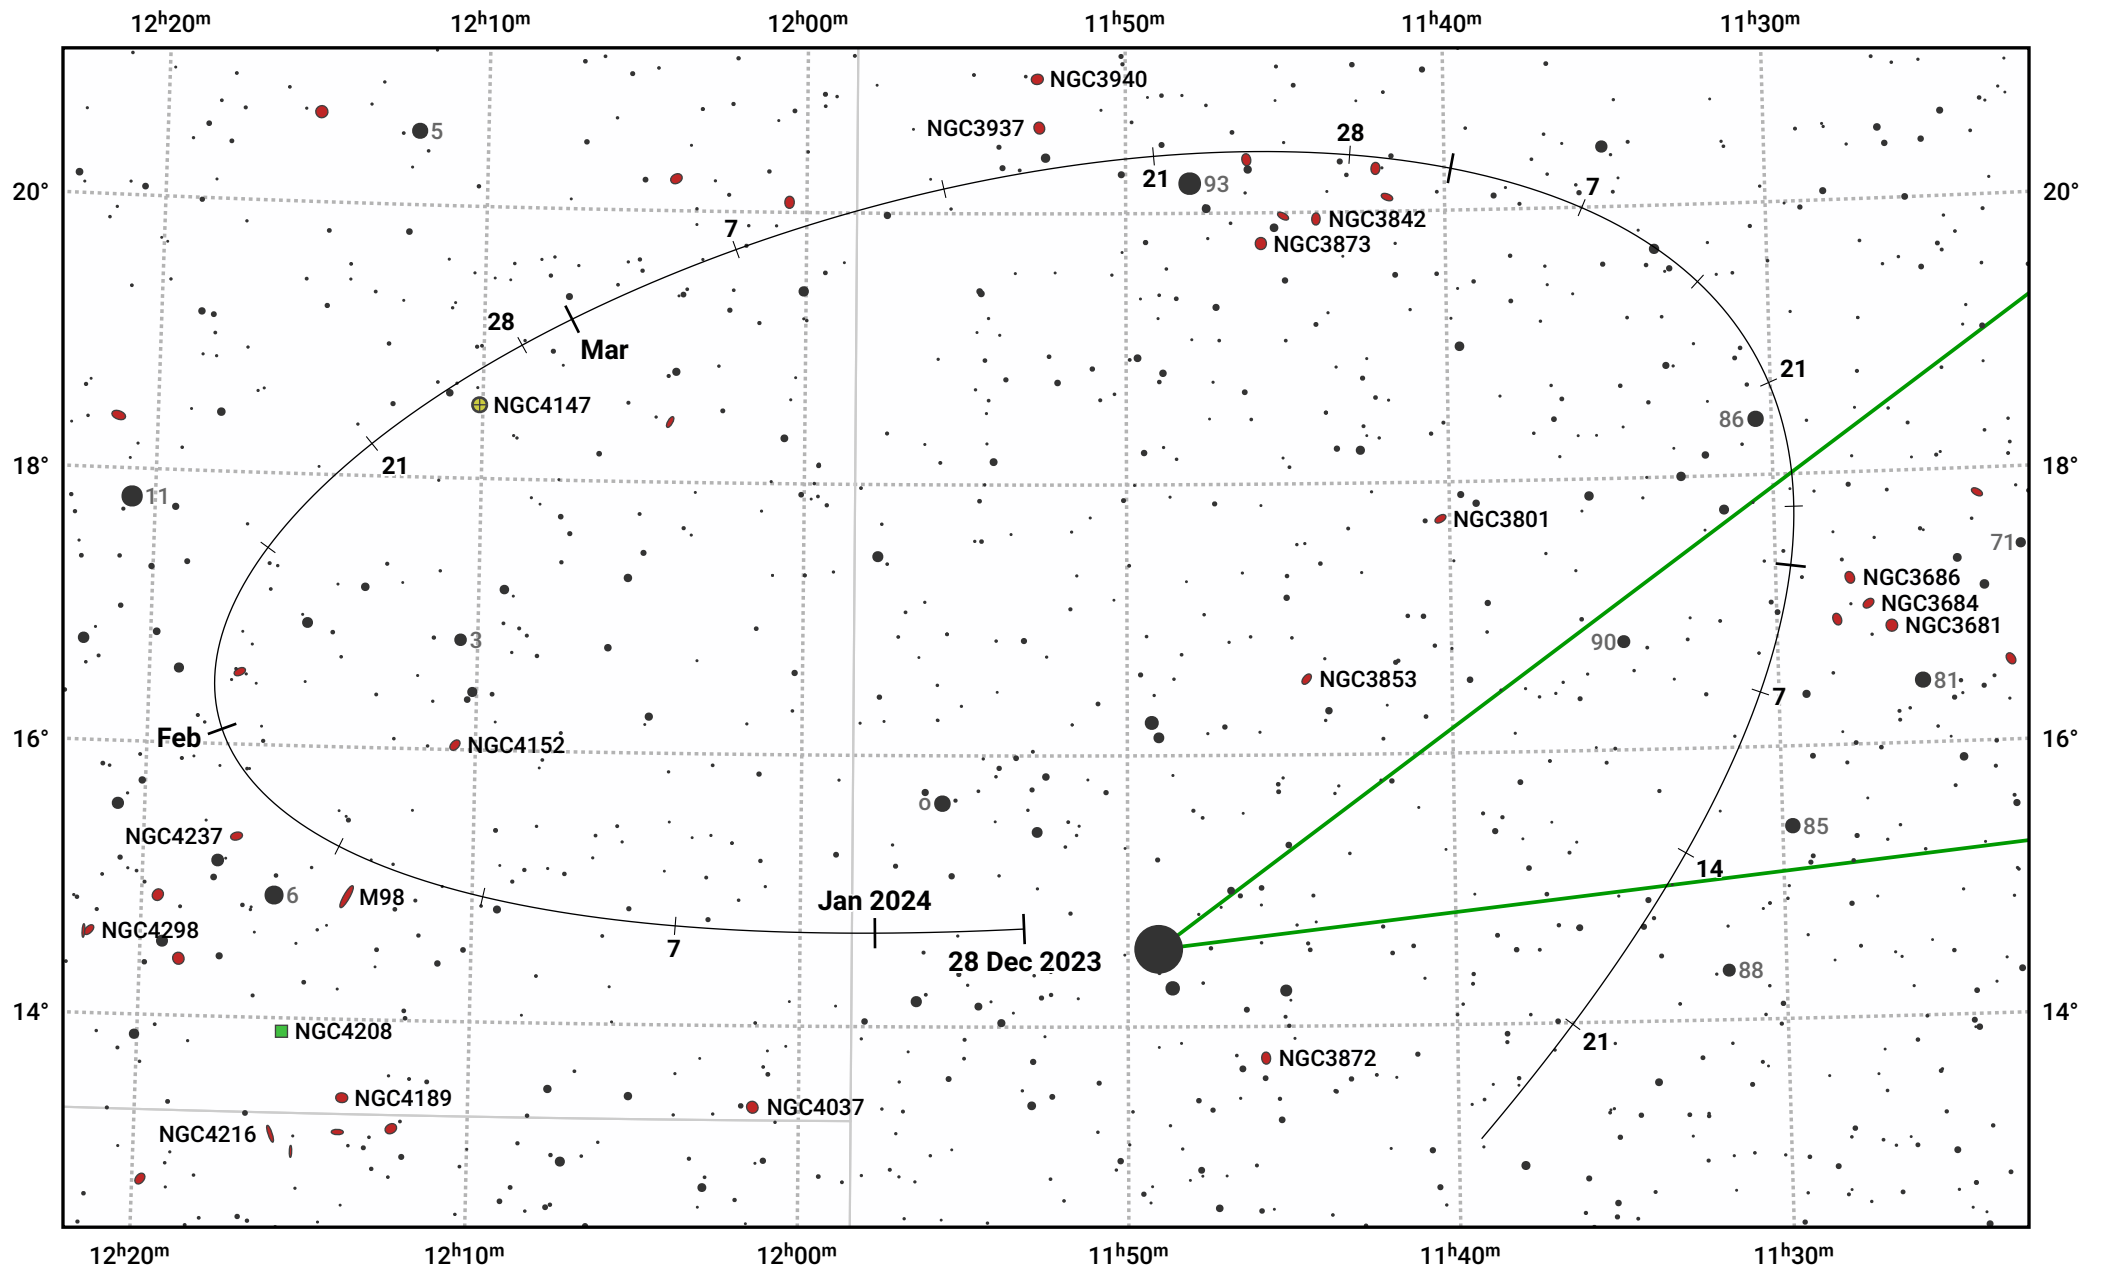 12ʰ20ᵐ 12ʰ10ᵐ 12ʰ00ᵐ 11ʰ50ᵐ 11ʰ40ᵐ 11ʰ30ᵐ
NGC3940
5
NGC3937
28
21
93
7
20°
20°
NGC3842
7
NGC3873
28
Mar
21
86
NGC4147
21
18°
18°
11
NGC3801
71
NGC3686
NGC3684
NGC3681
3
90
NGC3853
81
7
Feb
16°
16°
NGC4152
o
85
NGC4237
14
6
M98
Jan 2024
NGC4298
7
28 Dec 2023
88
14°
14°
NGC4208
21
NGC3872
NGC4189
NGC4037
NGC4216
12ʰ20ᵐ 12ʰ10ᵐ 12ʰ00ᵐ 11ʰ50ᵐ 11ʰ40ᵐ 11ʰ30ᵐ